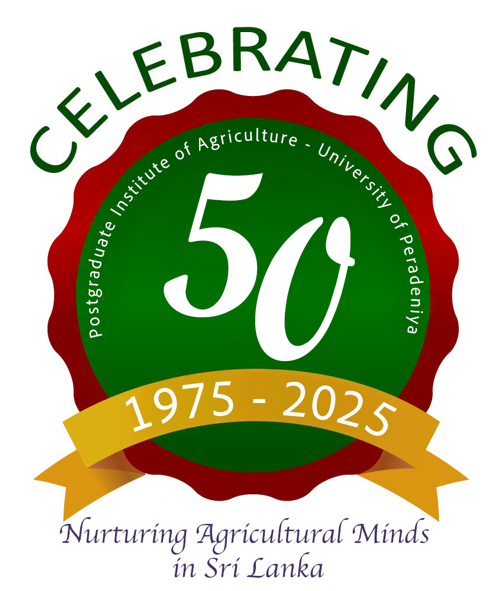 CELEBRATING
Postgraduate Institute of Agriculture - University of Peradeniya
50
1975 - 2025
Nurturing Agricultural Minds
in Sri Lanka